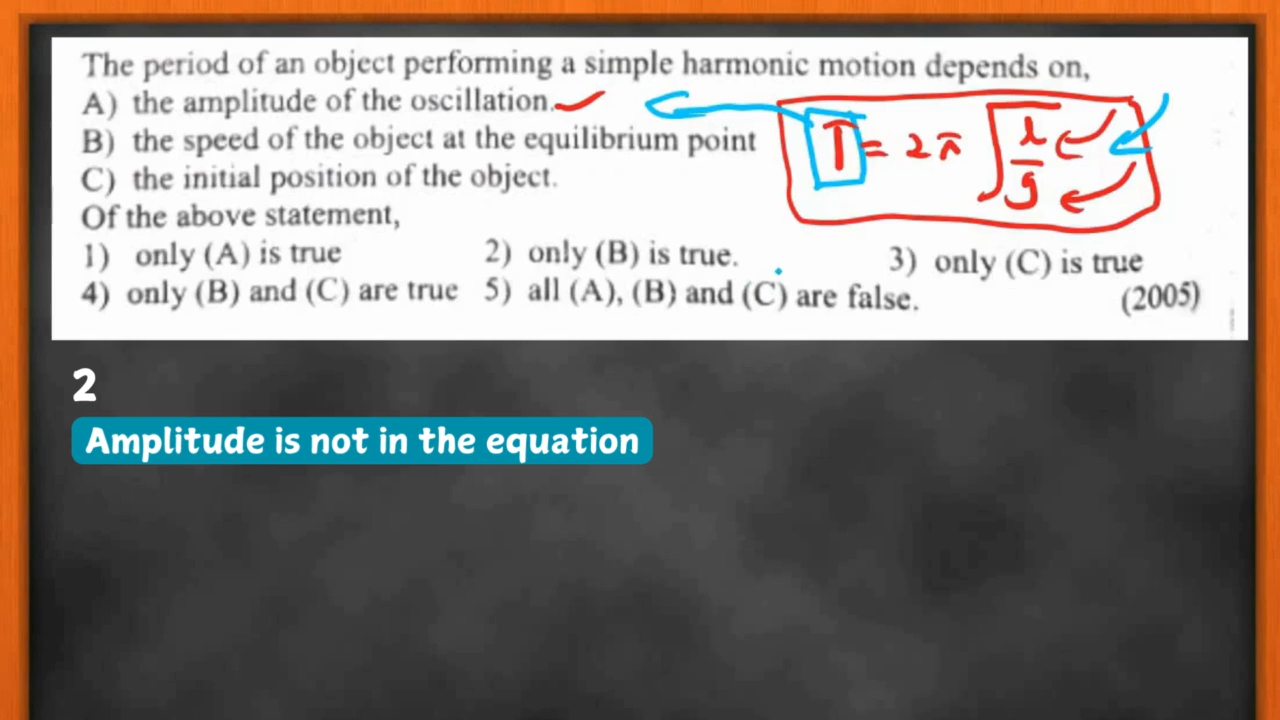 The period of an object performing a simple harmonic motion depends on,
A) the amplitude of the oscillation.
B) the speed of the object at the equilibrium point
C) the initial position of the object.
T = 2π √l/g
Of the above statement,
1) only (A) is true 2) only (B) is true. 3) only (C) is true
4) only (B) and (C) are true 5) all (A), (B) and (C) are false. (2005)
2
Amplitude is not in the equation